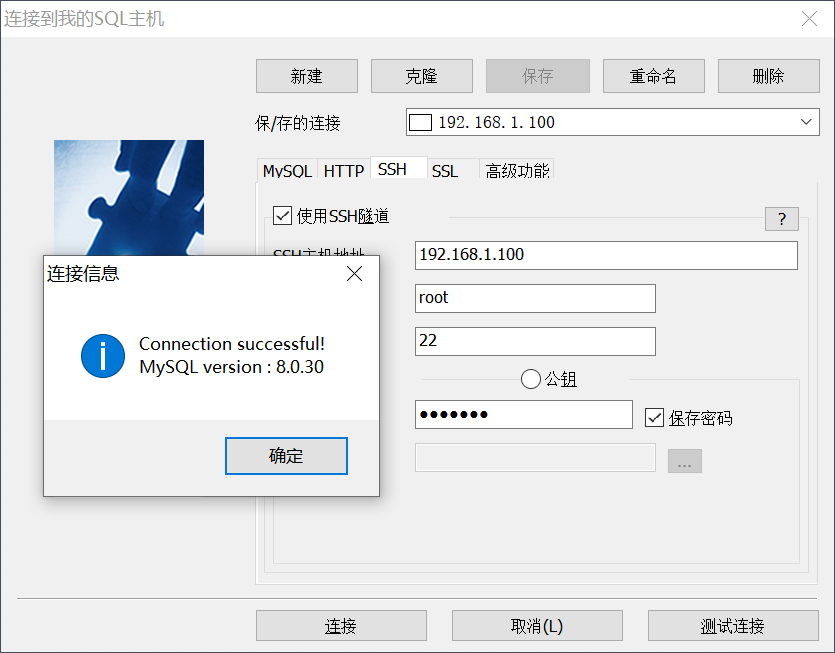 连接到我的SQL主机
新建 克隆 保存 重命名 删除
保/存的连接 192.168.1.100
MySQL HTTP SSH SSL 高级功能
使用SSH隧道 ?
SSH主机地址 192.168.1.100
root
22
公钥
●●●●●●● 保存密码
...
连接信息
Connection successful!
MySQL version : 8.0.30
确定
连接 取消(L) 测试连接